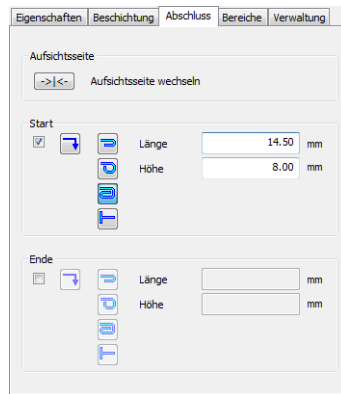 Eigenschaften Beschichtung Abschluss Bereiche Verwaltung
Aufsichtsseite
->|<- Aufsichtsseite wechseln
Start
Länge 14.50 mm
Höhe 8.00 mm
Ende
Länge mm
Höhe mm